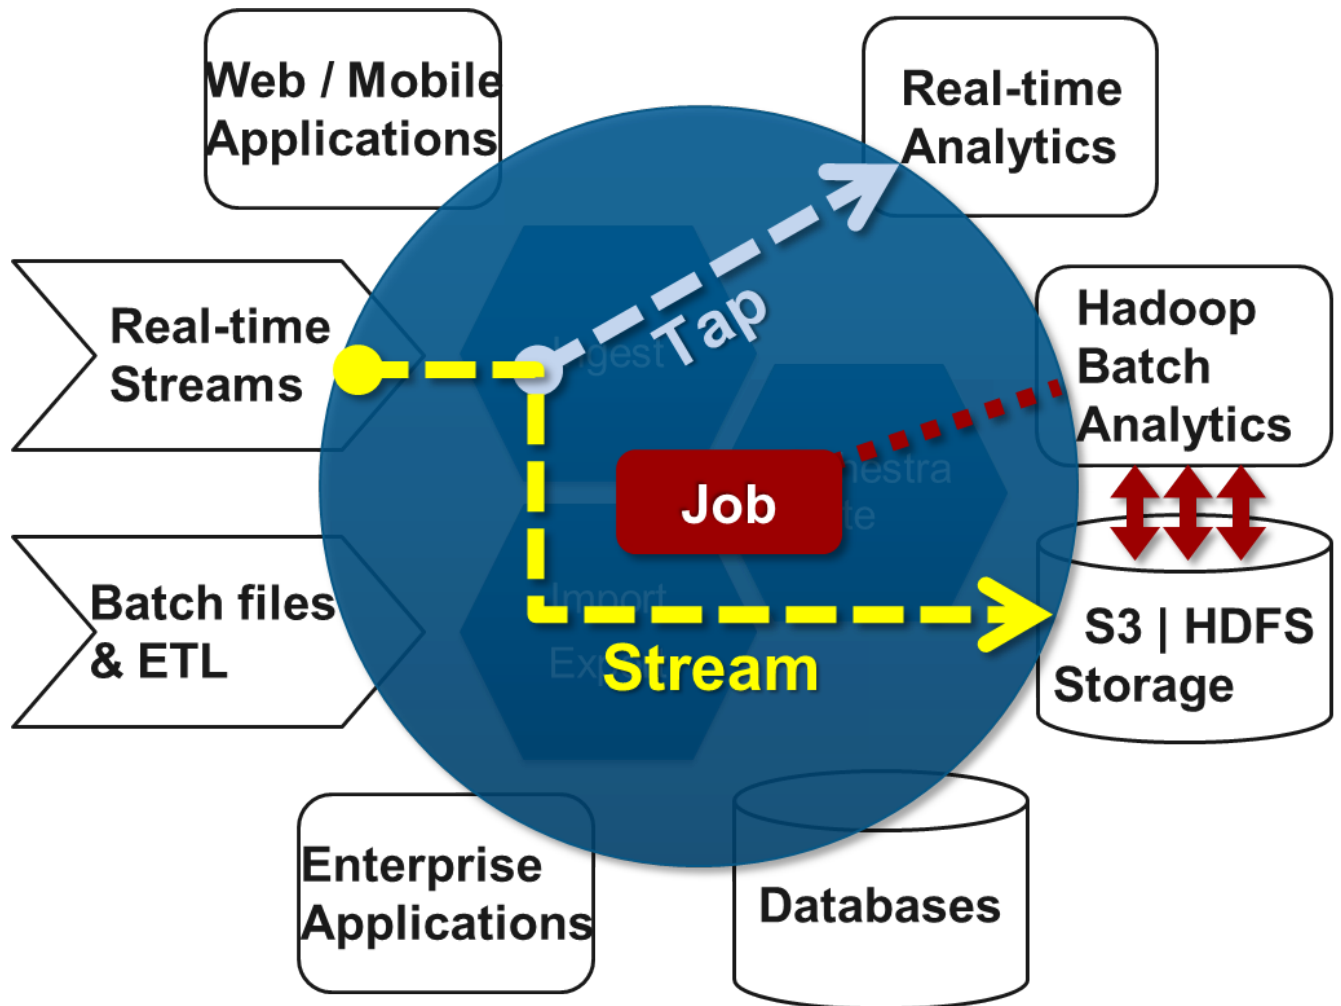 Web / Mobile
Applications
Real-time
Analytics
Real-time
Streams
Hadoop
Batch
Analytics
Tap
Job
Batch files
& ETL
Import
Stream
S3 | HDFS
Storage
Enterprise
Applications
Databases